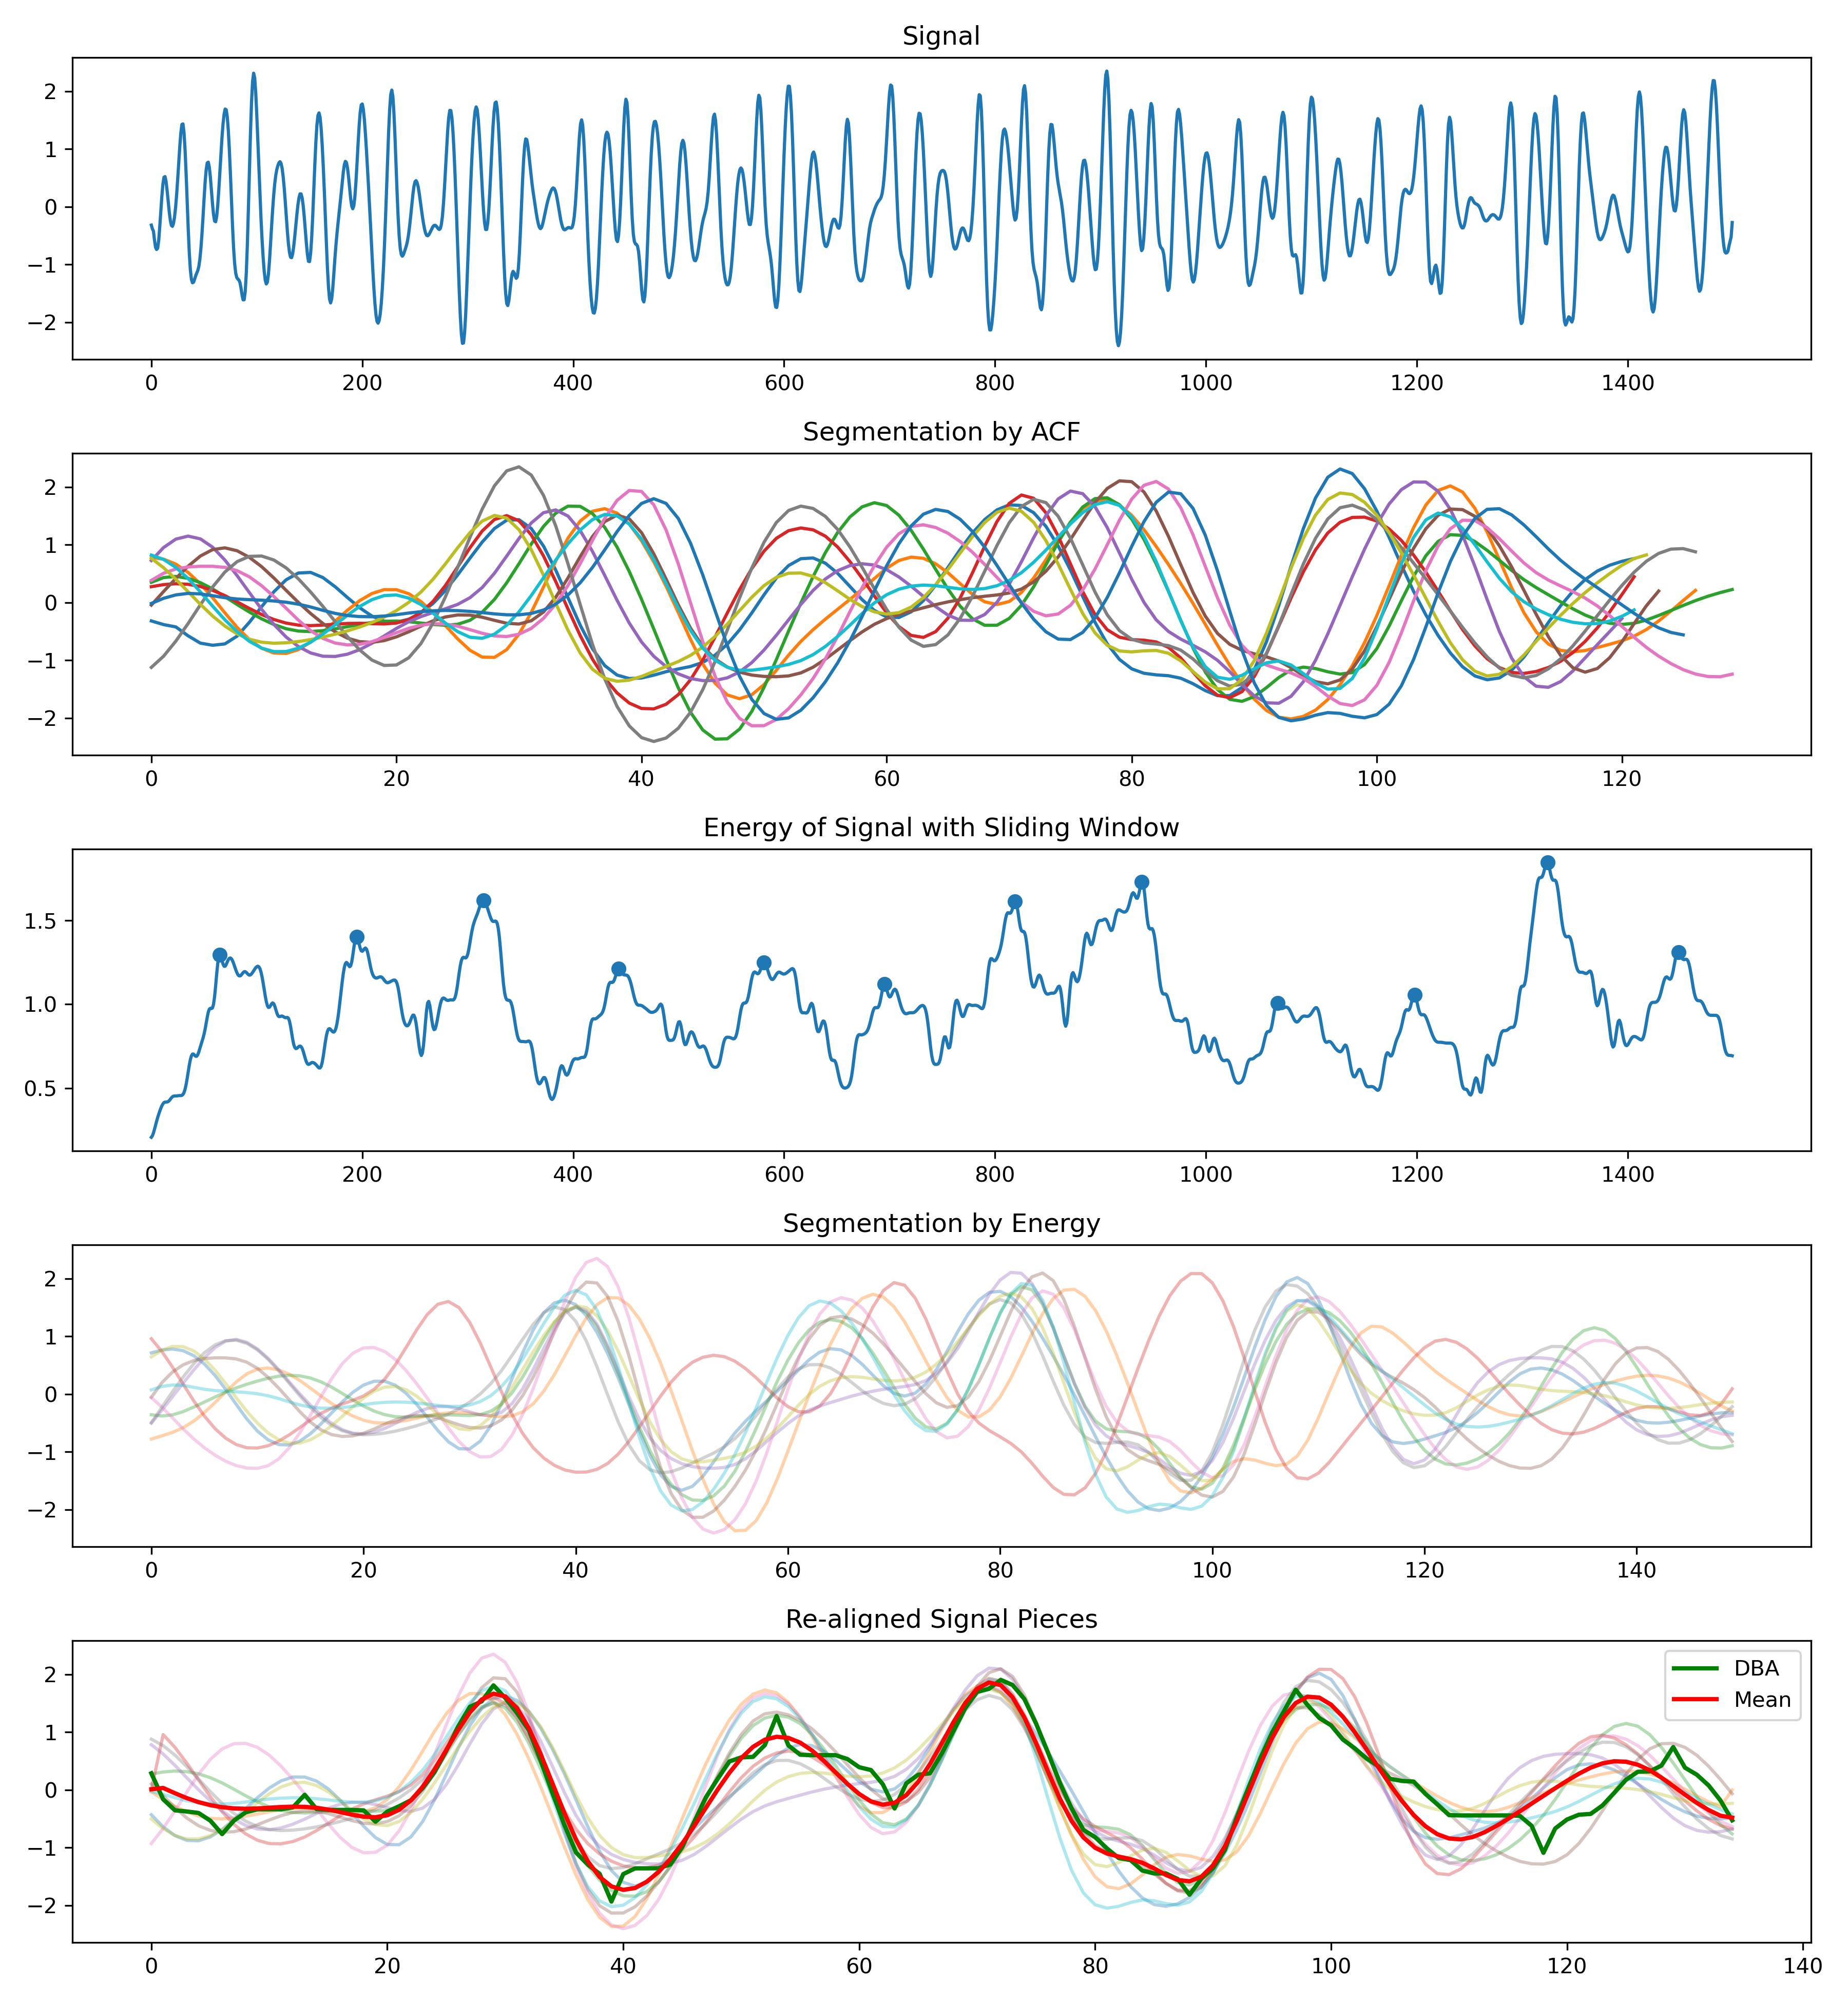 Signal
2
1
0
−1
−2
0 200 400 600 800 1000 1200 1400
Segmentation by ACF
2
1
0
−1
−2
0 20 40 60 80 100 120
Energy of Signal with Sliding Window
1.5
1.0
0.5
0 200 400 600 800 1000 1200 1400
Segmentation by Energy
2
1
0
−1
−2
0 20 40 60 80 100 120 140
Re-aligned Signal Pieces
DBA
Mean
2
1
0
−1
−2
0 20 40 60 80 100 120 140